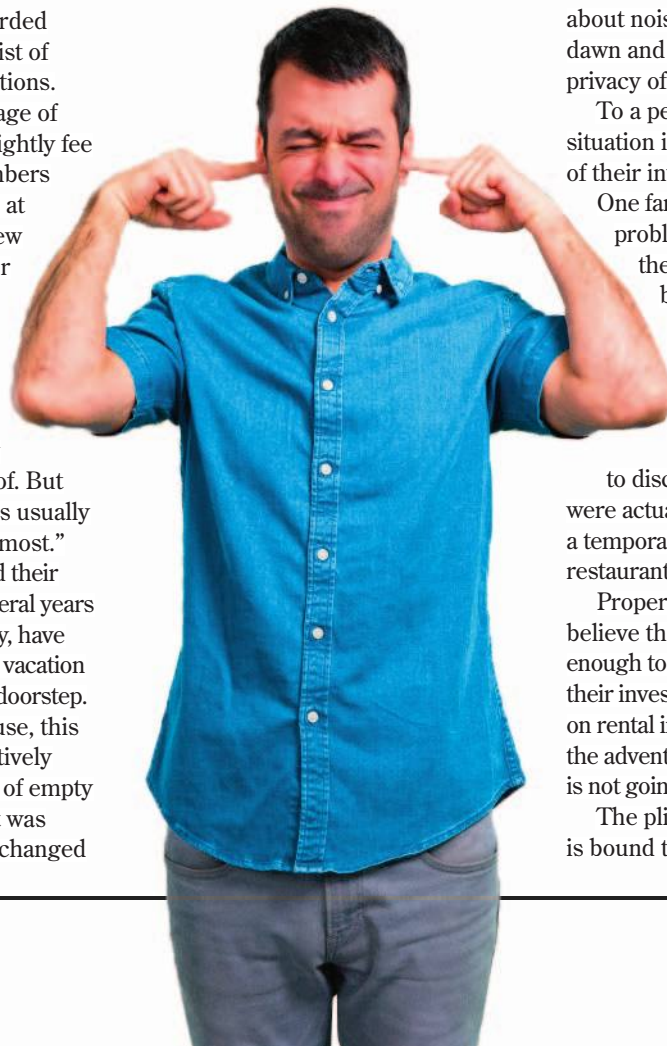 rded
ist of
tions.
age of
ightly fee
nbers
at
ew
r
of. But
s usually
most.”
d their
eral years
y, have
vacation
doorstep.
use, this
tively
of empty
t was
changed
about nois
dawn and
privacy of
To a pe
situation i
of their in
One far
probl
the
b
to disc
were actua
a tempora
restaurant
Proper
believe th
enough to
their inves
on rental i
the advent
is not goin
The pli
is bound t